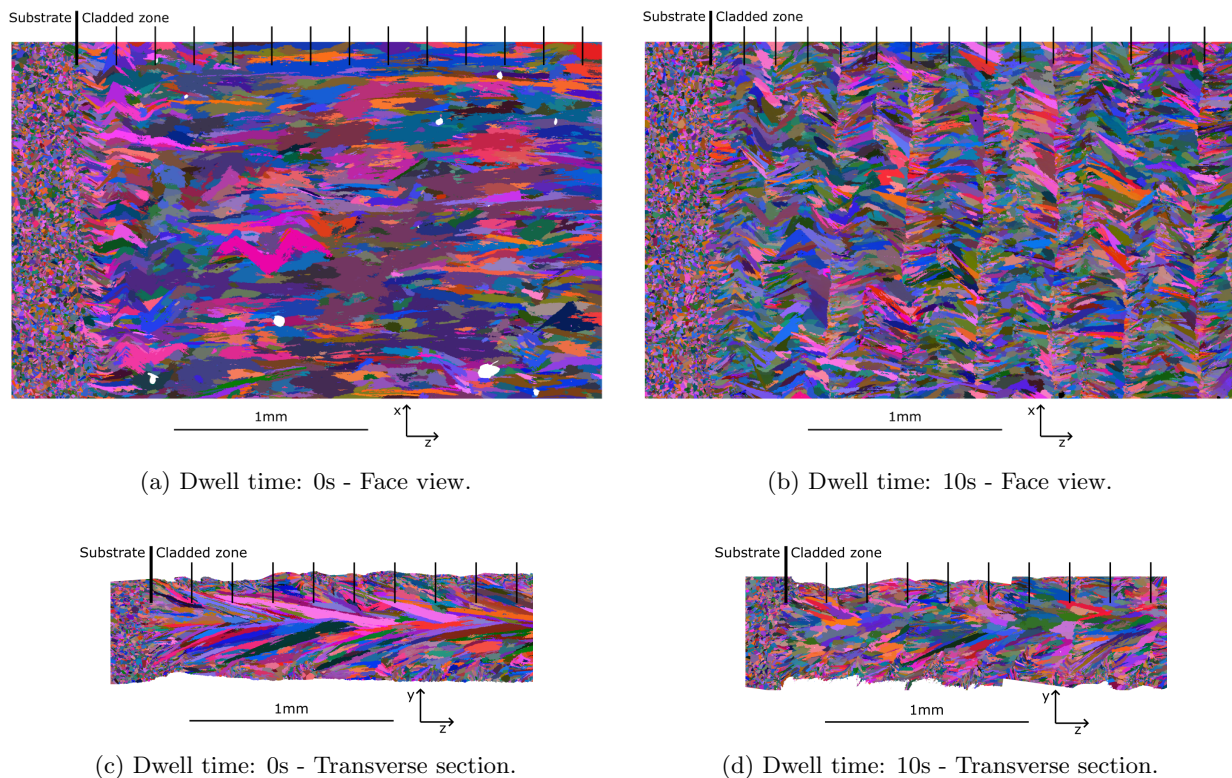 Substrate Cladded zone
Substrate Cladded zone
1mm
x
z
1mm
x
z
(a) Dwell time: 0s - Face view.
(b) Dwell time: 10s - Face view.
Substrate Cladded zone
Substrate Cladded zone
1mm
y
z
1mm
y
z
(c) Dwell time: 0s - Transverse section.
(d) Dwell time: 10s - Transverse section.